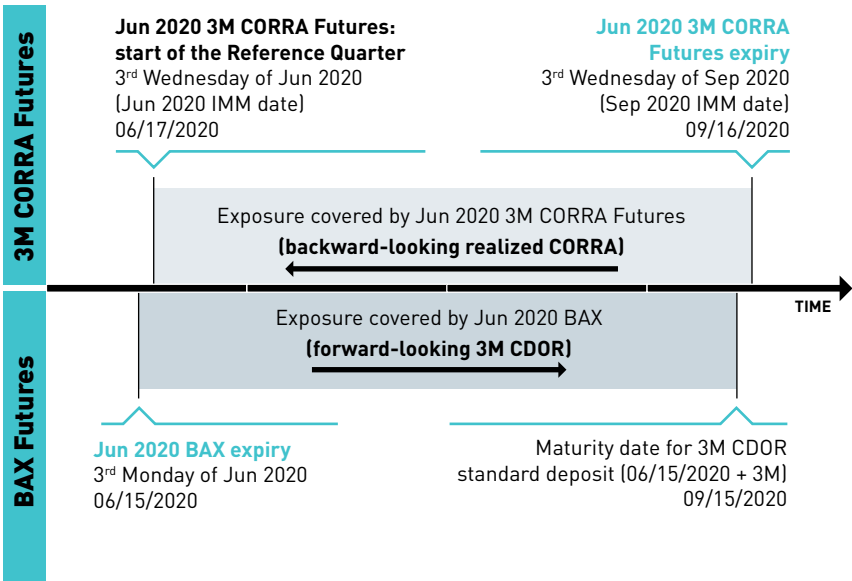 3M CORRA Futures
Jun 2020 3M CORRA Futures:
start of the Reference Quarter
3rd Wednesday of Jun 2020
(Jun 2020 IMM date)
06/17/2020
Jun 2020 3M CORRA
Futures expiry
3rd Wednesday of Sep 2020
(Sep 2020 IMM date)
09/16/2020
Exposure covered by Jun 2020 3M CORRA Futures
(backward-looking realized CORRA)
TIME
BAX Futures
Exposure covered by Jun 2020 BAX
(forward-looking 3M CDOR)
Jun 2020 BAX expiry
3rd Monday of Jun 2020
06/15/2020
Maturity date for 3M CDOR
standard deposit (06/15/2020 + 3M)
09/15/2020